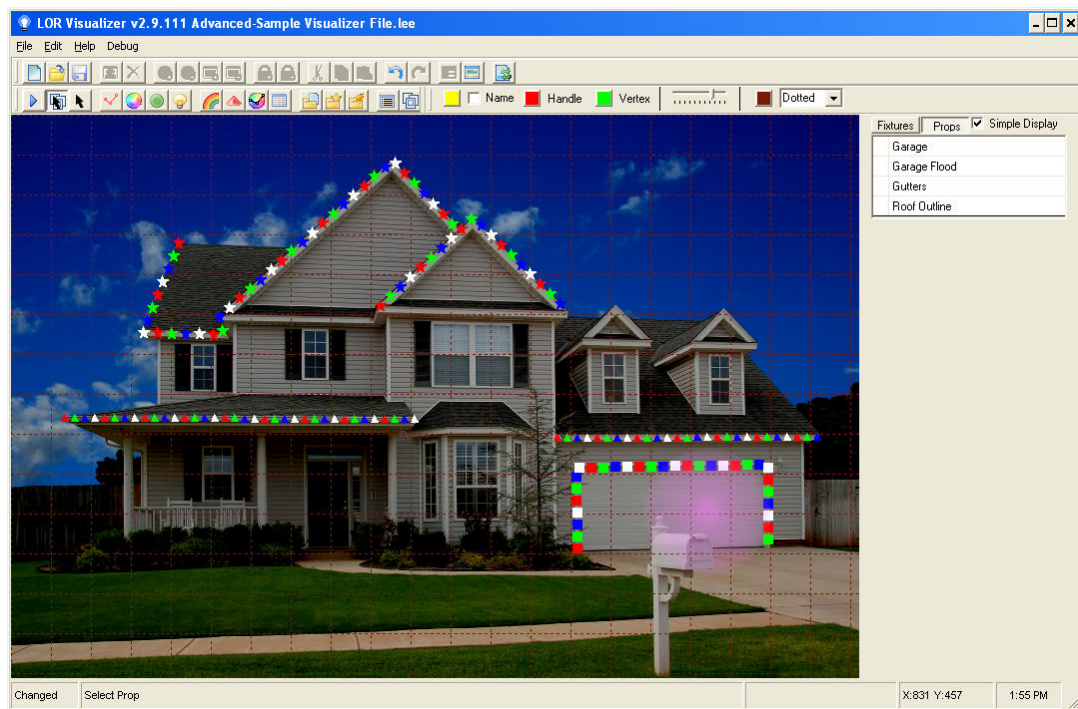 LOR Visualizer v2.9.111 Advanced-Sample Visualizer File.lee
File Edit Help Debug
Name Handle Vertex Dotted
Fixtures Props Simple Display
Garage
Garage Flood
Gutters
Roof Outline
Changed Select Prop X:831 Y:457 1:55 PM